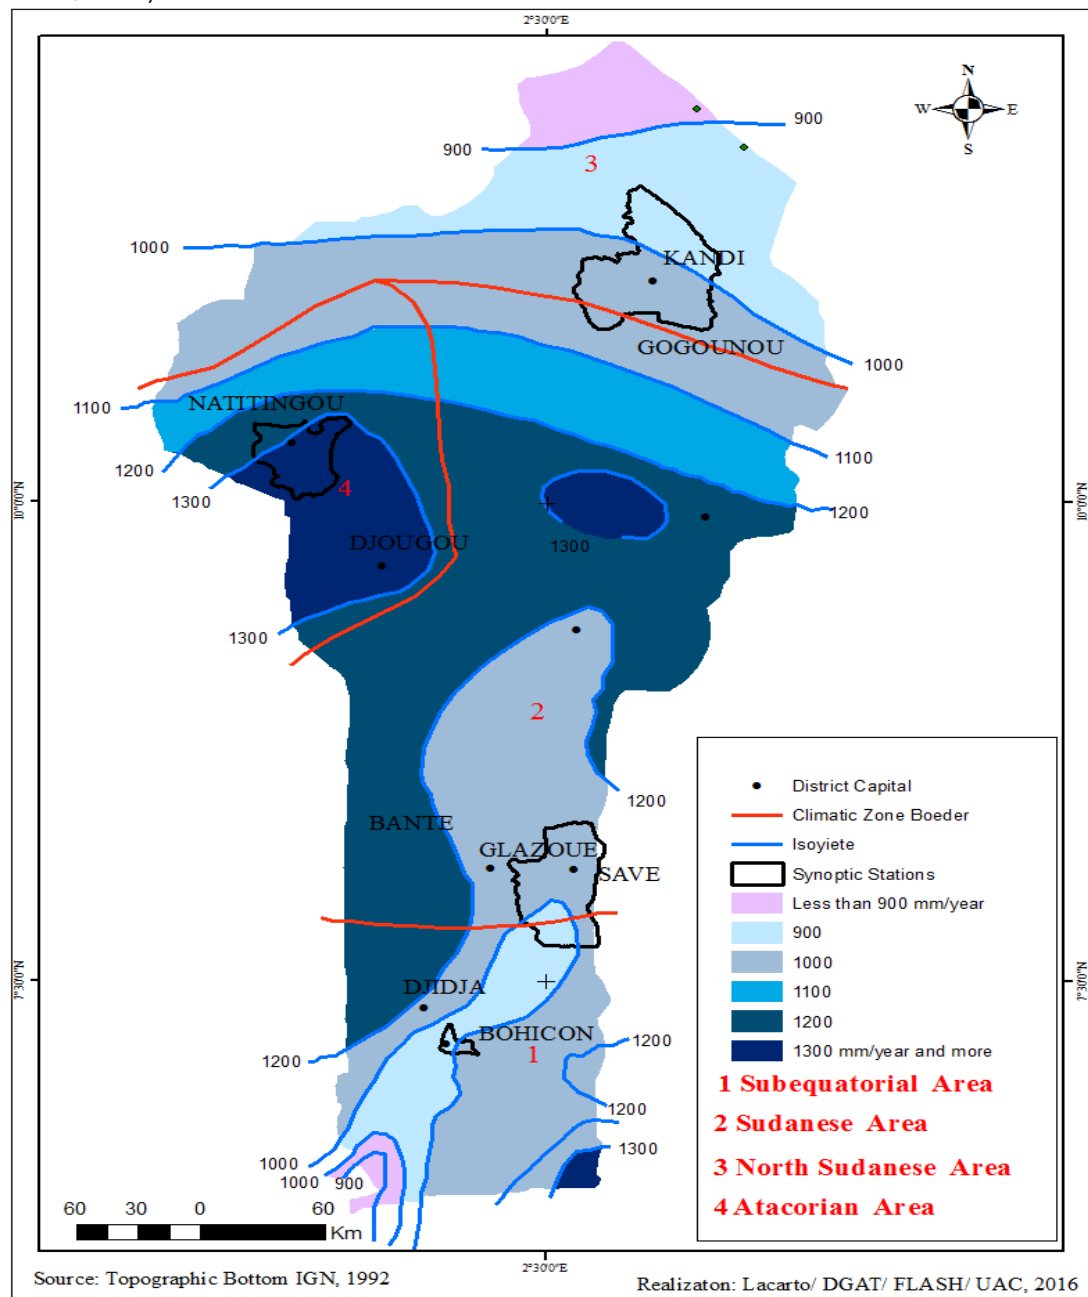 2°30'0"E
N
W E
S
900
900
3
1000
KANDI
GOGOUNOU
1000
1100
NATITINGOU
1100
1200
1300
4
10°0'0"N
10°0'0"N
1200
1300
DJOUGOU
1300
2
1200
BANTE
GLAZOUE
SAVE
7°30'0"N
7°30'0"N
DJIDJA
BOHICON
1200
1
1200
1200
1300
1000
1000
900
District Capital
Climatic Zone Boeder
Isoyiete
Synoptic Stations
Less than 900 mm/year
900
1000
1100
1200
1300 mm/year and more
1 Subequatorial Area
2 Sudanese Area
3 North Sudanese Area
4 Atacorian Area
60 30 0 60
Km
2°30'0"E
Source: Topographic Bottom IGN, 1992
Realizaton: Lacarto/ DGAT/ FLASH/ UAC, 2016